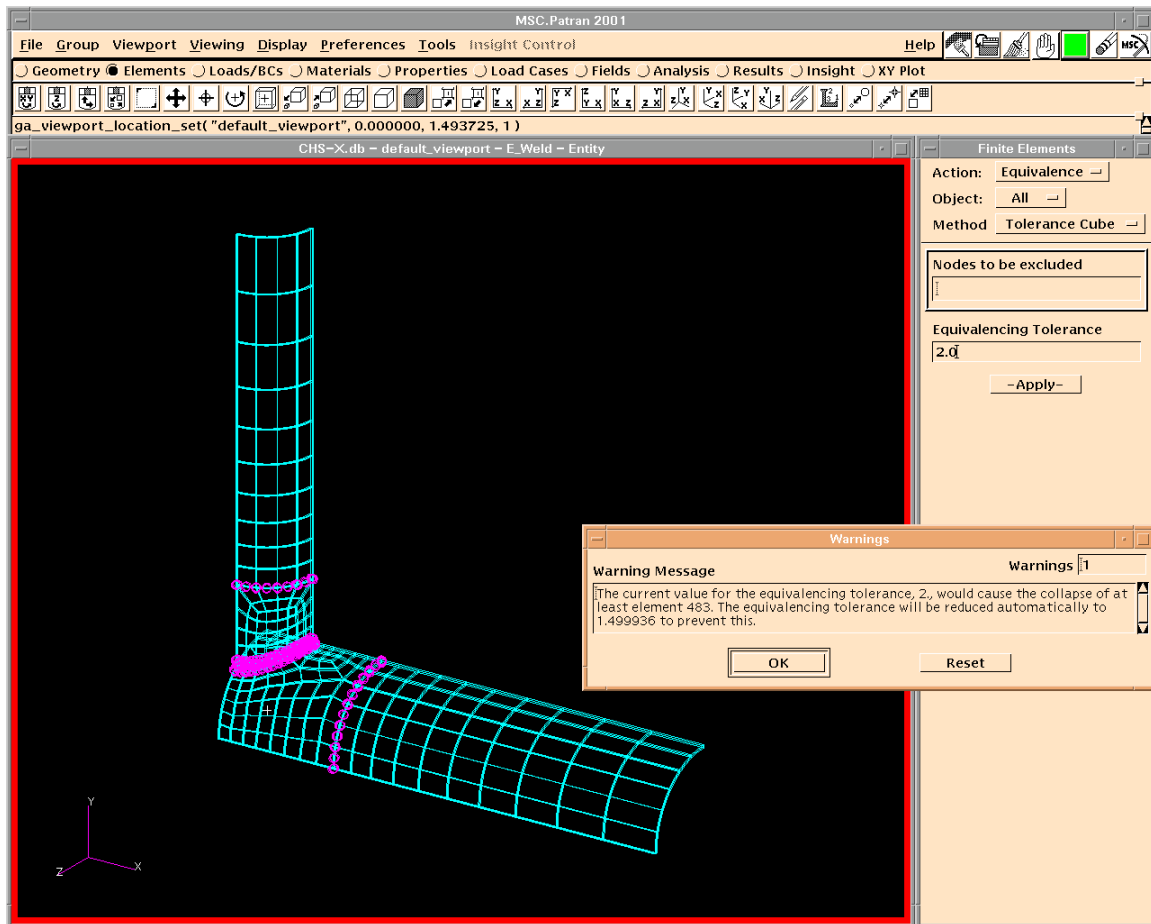 MSC.Patran 2001
File Group Viewport Viewing Display Preferences Tools Insight Control Help
MSC
Geometry Elements Loads/BCs Materials Properties Load Cases Fields Analysis Results Insight XY Plot
ga_viewport_location_set( "default_viewport", 0.000000, 1.493725, 1 )
CHS-X.db - default_viewport - E_Weld - Entity
Finite Elements
Action: Equivalence
Object: All
Method Tolerance Cube
Nodes to be excluded
Equivalencing Tolerance
2.0
-Apply-
Warnings
Warning Message
Warnings 1
The current value for the equivalencing tolerance, 2., would cause the collapse of at
least element 483. The equivalencing tolerance will be reduced automatically to
1.499936 to prevent this.
OK Reset
Y
Z X